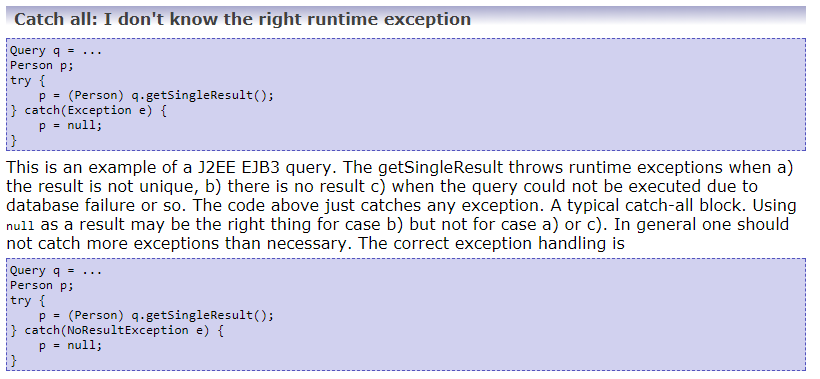 Catch all: I don't know the right runtime exception
Query q = ...
Person p;
try {
    p = (Person) q.getSingleResult();
} catch(Exception e) {
    p = null;
}
This is an example of a J2EE EJB3 query. The getSingleResult throws runtime exceptions when a)
the result is not unique, b) there is no result c) when the query could not be executed due to
database failure or so. The code above just catches any exception. A typical catch-all block. Using
null as a result may be the right thing for case b) but not for case a) or c). In general one should
not catch more exceptions than necessary. The correct exception handling is
Query q = ...
Person p;
try {
    p = (Person) q.getSingleResult();
} catch(NoResultException e) {
    p = null;
}